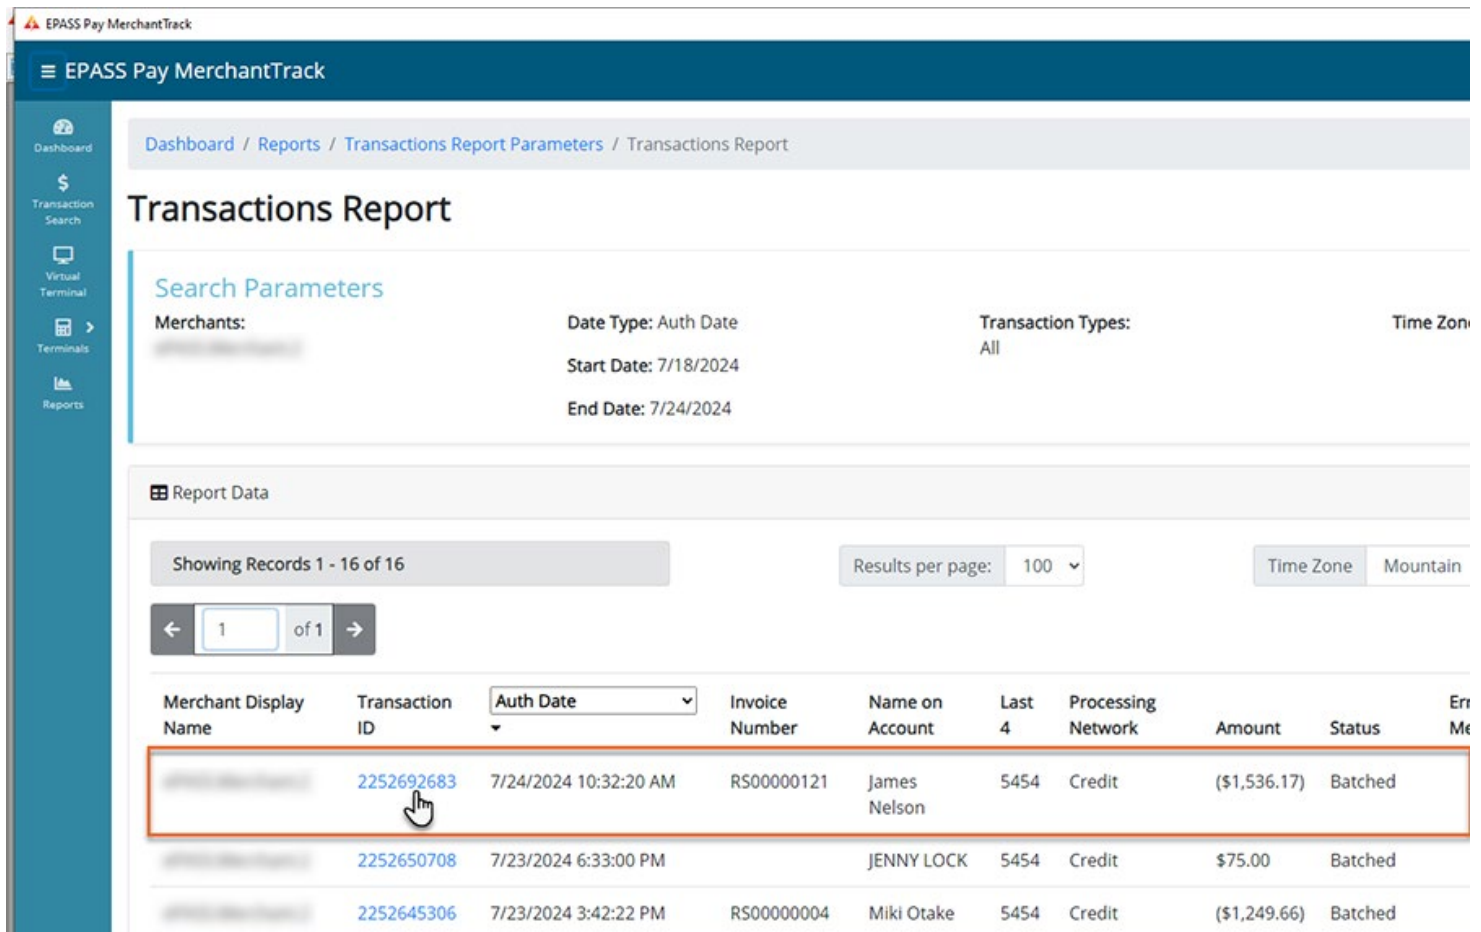 EPASS Pay MerchantTrack
EPASS Pay MerchantTrack
Dashboard
Transaction
Search
Virtual
Terminal
Terminals
Reports
Dashboard / Reports / Transactions Report Parameters / Transactions Report
Transactions Report
Search Parameters
Merchants:
Date Type: Auth Date
Start Date: 7/18/2024
End Date: 7/24/2024
Transaction Types:
All
Time Zone
Report Data
Showing Records 1 - 16 of 16
Results per page: 100
Time Zone Mountain
1 of 1
Merchant Display Name Transaction ID Auth Date Invoice Number Name on Account Last 4 Processing Network Amount Status
2252692683 7/24/2024 10:32:20 AM RS00000121 James Nelson 5454 Credit ($1,536.17) Batched
2252650708 7/23/2024 6:33:00 PM JENNY LOCK 5454 Credit $75.00 Batched
2252645306 7/23/2024 3:42:22 PM RS00000004 Miki Otake 5454 Credit ($1,249.66) Batched